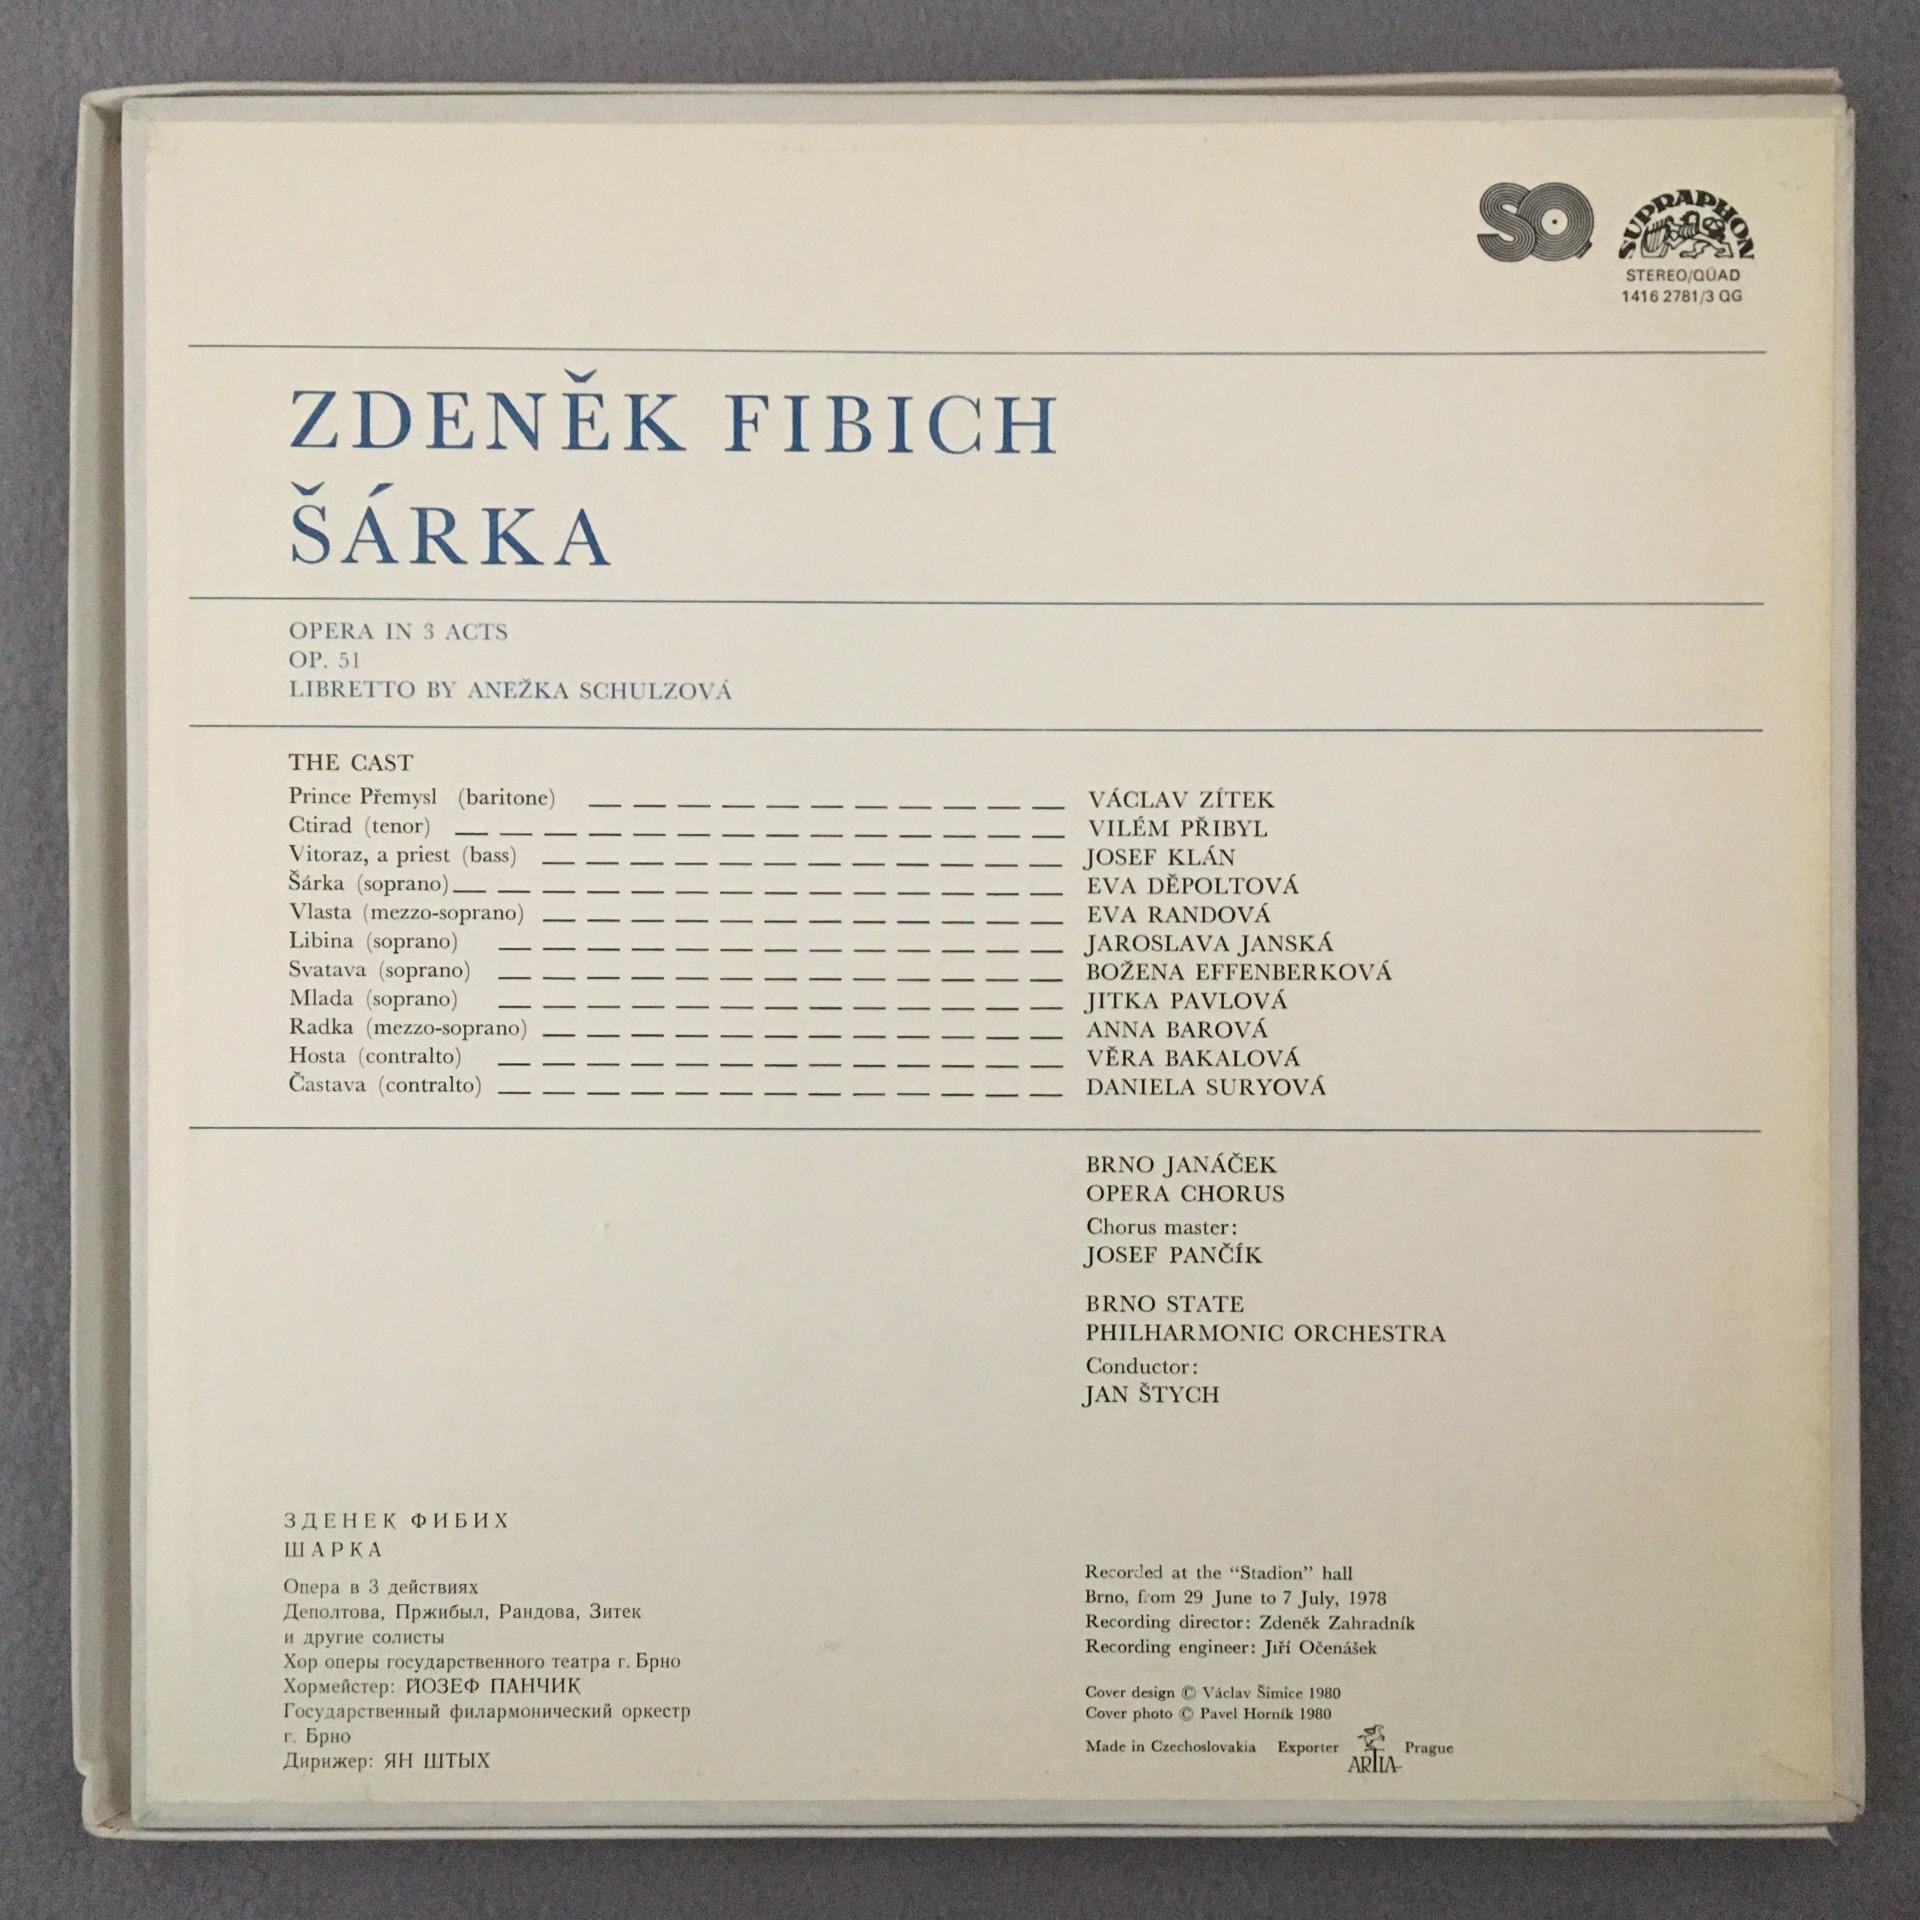 SQ
SUPRAPHON
STEREO/QUAD
1416 2781/3 QG
ZDENĚK FIBICH
ŠÁRKA
OPERA IN 3 ACTS
OP. 51
LIBRETTO BY ANEŽKA SCHULZOVÁ
THE CAST
Prince Přemysl (baritone) — — — — — — — — — — — VÁCLAV ZÍTEK
Ctirad (tenor) — — — — — — — — — — — — — — VILÉM PŘIBYL
Vitoraz, a priest (bass) — — — — — — — — — — — — JOSEF KLÁN
Šárka (soprano) — — — — — — — — — — — — — — EVA DĚPOLTOVÁ
Vlasta (mezzo-soprano) — — — — — — — — — — — — EVA RANDOVÁ
Libina (soprano) — — — — — — — — — — — — — JAROSLAVA JANSKÁ
Svatava (soprano) — — — — — — — — — — — — — BOŽENA EFFENBERKOVÁ
Mlada (soprano) — — — — — — — — — — — — — JITKA PAVLOVÁ
Radka (mezzo-soprano) — — — — — — — — — — — — ANNA BAROVÁ
Hosta (contralto) — — — — — — — — — — — — — VĚRA BAKALOVÁ
Častava (contralto) — — — — — — — — — — — — — DANIELA SURYOVÁ
BRNO JANÁČEK
OPERA CHORUS
Chorus master:
JOSEF PANČÍK
BRNO STATE
PHILHARMONIC ORCHESTRA
Conductor:
JAN ŠTYCH
ЗДЕНЕК ФИБИХ
ШАРКА
Опера в 3 действиях
Деполтова, Пржибыл, Рандова, Зитек
и другие солисты
Хор оперы государственного театра г. Брно
Хормейстер: ЙОЗЕФ ПАНЧИК
Государственный филармонический оркестр
г. Брно
Дирижер: ЯН ШТЫХ
Recorded at the “Stadion” hall
Brno, from 29 June to 7 July, 1978
Recording director: Zdeněk Zahradník
Recording engineer: Jiří Očenášek
Cover design © Václav Šimice 1980
Cover photo © Pavel Horník 1980
Made in Czechoslovakia Exporter ARTIA Prague